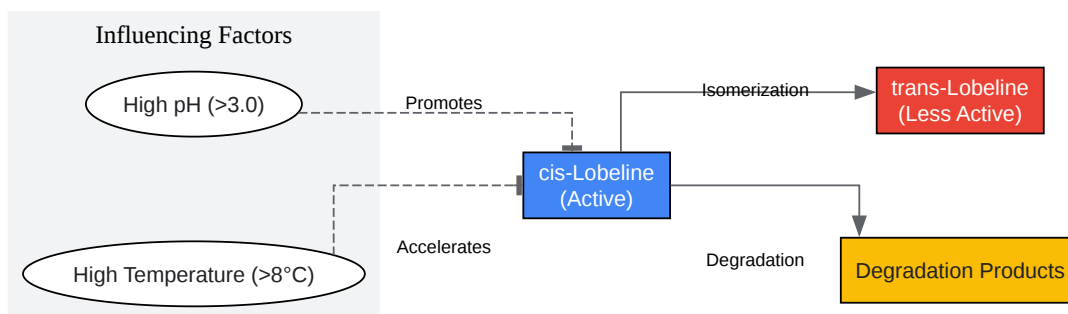 Influencing Factors
High pH (>3.0)
Promotes
Isomerization
trans-Lobeline
(Less Active)
cis-Lobeline
(Active)
High Temperature (>8°C)
Accelerates
Degradation
Degradation Products